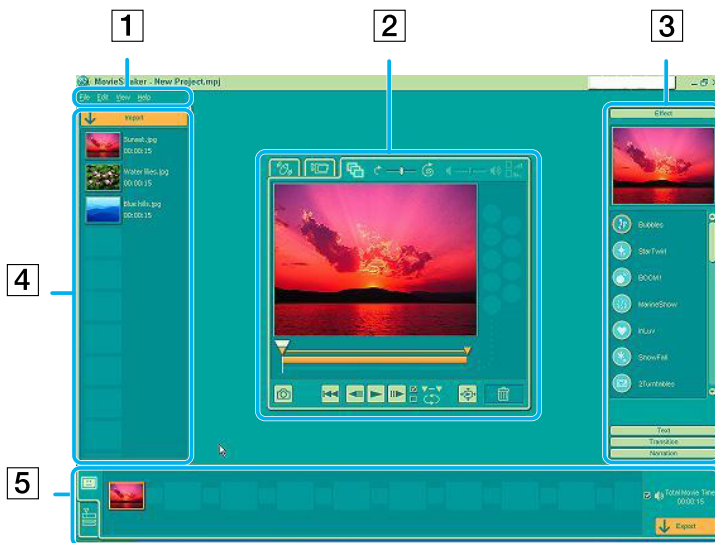 1
2
3
MovieShaker - New Project.mpj
File Edit View Help
Import
Effect
Sunset.jpg
00:00:15
Water lilies.jpg
00:00:15
Blue hills.jpg
00:00:15
4
Bubbles
StarTwirl
BOOM!!
MarineSnow
inLuv
SnowFall
2Turntables
Text
Transition
Narration
5
Total Movie Time
00:00:15
Export